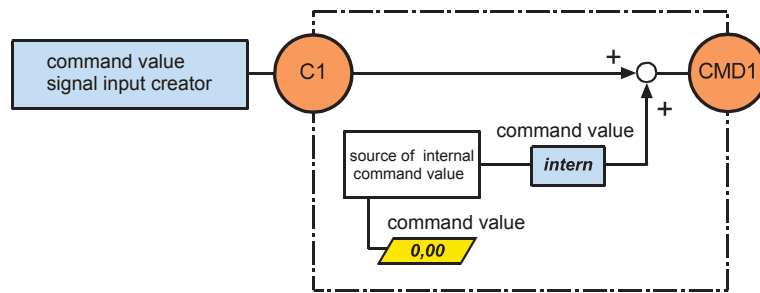 command value
signal input creator
C1
+
CMD1
+
command value
source of internal
command value
intern
command value
0,00